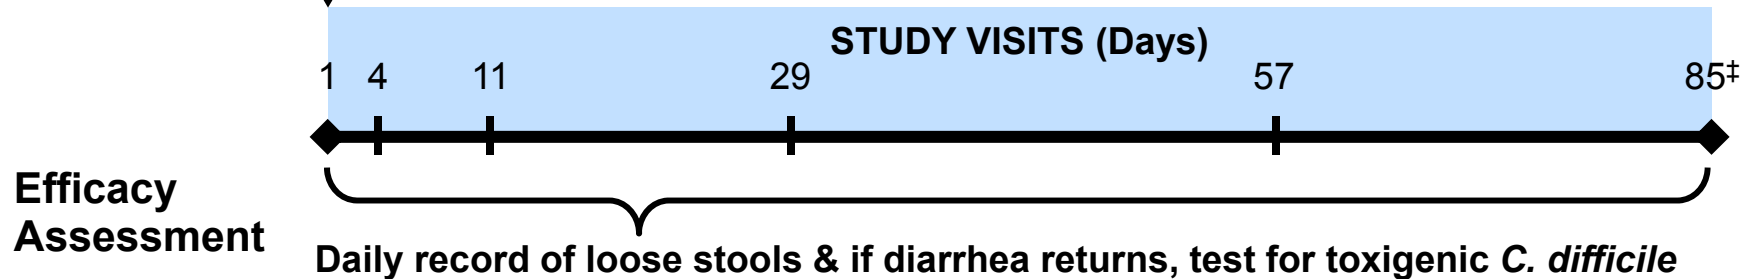 STUDY VISITS (Days)
1 4 11 29 57 85‡
Efficacy
Assessment
Daily record of loose stools & if diarrhea returns, test for toxigenic C. difficile